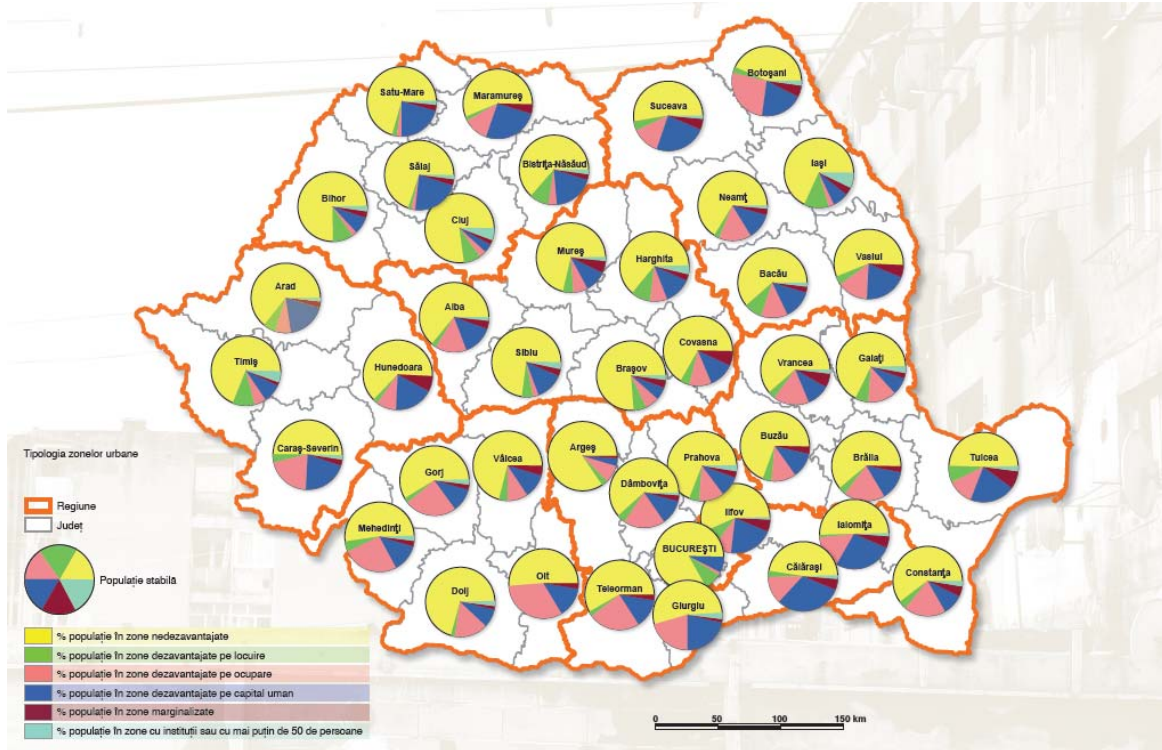 Botoşani
Satu-Mare
Maramureş
Suceava
Iaşi
Bistriţa-Năsăud
Sălaj
Neamţ
Bihor
Cluj
Mureş
Harghita
Vaslui
Bacău
Arad
Alba
Covasna
Sibiu
Vrancea
Galaţi
Timiş
Hunedoara
Braşov
Buzău
Caraş-Severin
Argeş
Tipologia zonelor urbane
Vâlcea
Prahova
Brăila
Tulcea
Gorj
Dâmboviţa
Regiune
Judeţ
Ilfov
Mehedinţi
Ialomiţa
BUCUREŞTI
Populaţie stabilă
Călăraşi
Constanţa
Olt
Dolj
Teleorman
Giurgiu
% populaţie în zone nedezavantajate
% populaţie în zone dezavantajate pe locuire
% populaţie în zone dezavantajate pe ocupare
% populaţie în zone dezavantajate pe capital uman
% populaţie în zone marginalizate
% populaţie în zone cu instituţii sau cu mai puţin de 50 de persoane
0 50 100 150 km